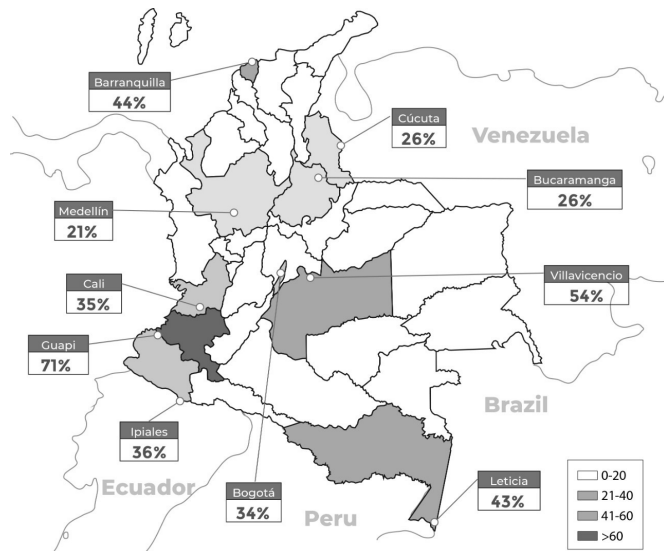 Barranquilla
44%
Cúcuta
26%
Venezuela
Bucaramanga
26%
Medellín
21%
Cali
35%
Villavicencio
54%
Guapi
71%
Ipiales
36%
Brazil
Ecuador
Bogotá
34%
Peru
Leticia
43%
0-20
21-40
41-60
>60